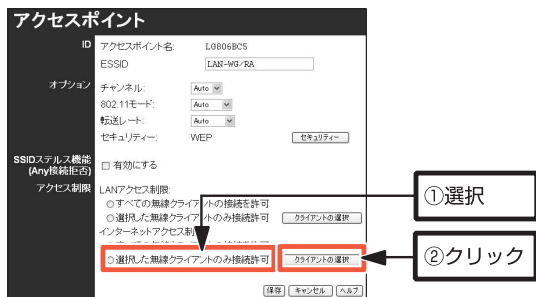 アクセスポイント
ID
アクセスポイント名: LG806BC5
ESSID LAN-WG/RA
オプション
チャンネル: Auto
802.11モード: Auto
転送レート: Auto
セキュリティー: WEP セキュリティー
SSIDステルス機能
(Any接続拒否)
有効にする
アクセス制限
LANアクセス制限:
すべての無線クライアントの接続を許可
選択した無線クライアントのみ接続許可 クライアントの選択
インターネットアクセス制
選択した無線クライアントのみ接続許可 クライアントの選択
保存 キャンセル ヘルプ
①選択
②クリック